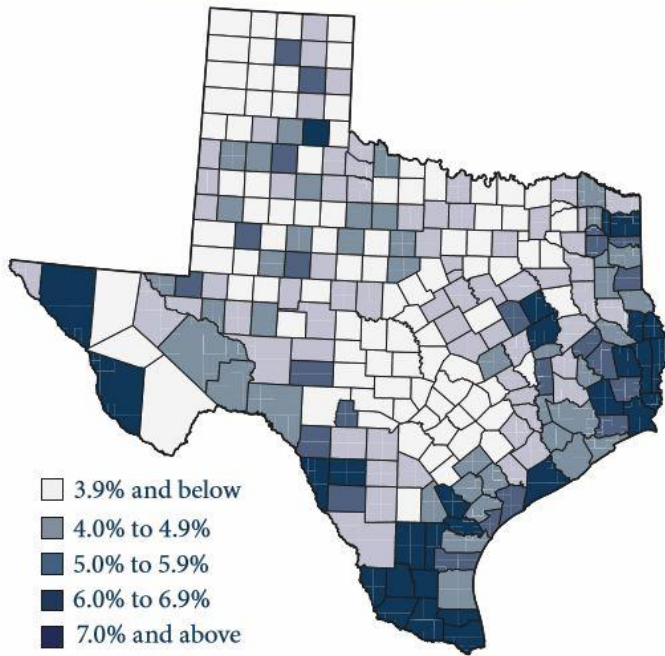 3.9% and below
4.0% to 4.9%
5.0% to 5.9%
6.0% to 6.9%
7.0% and above